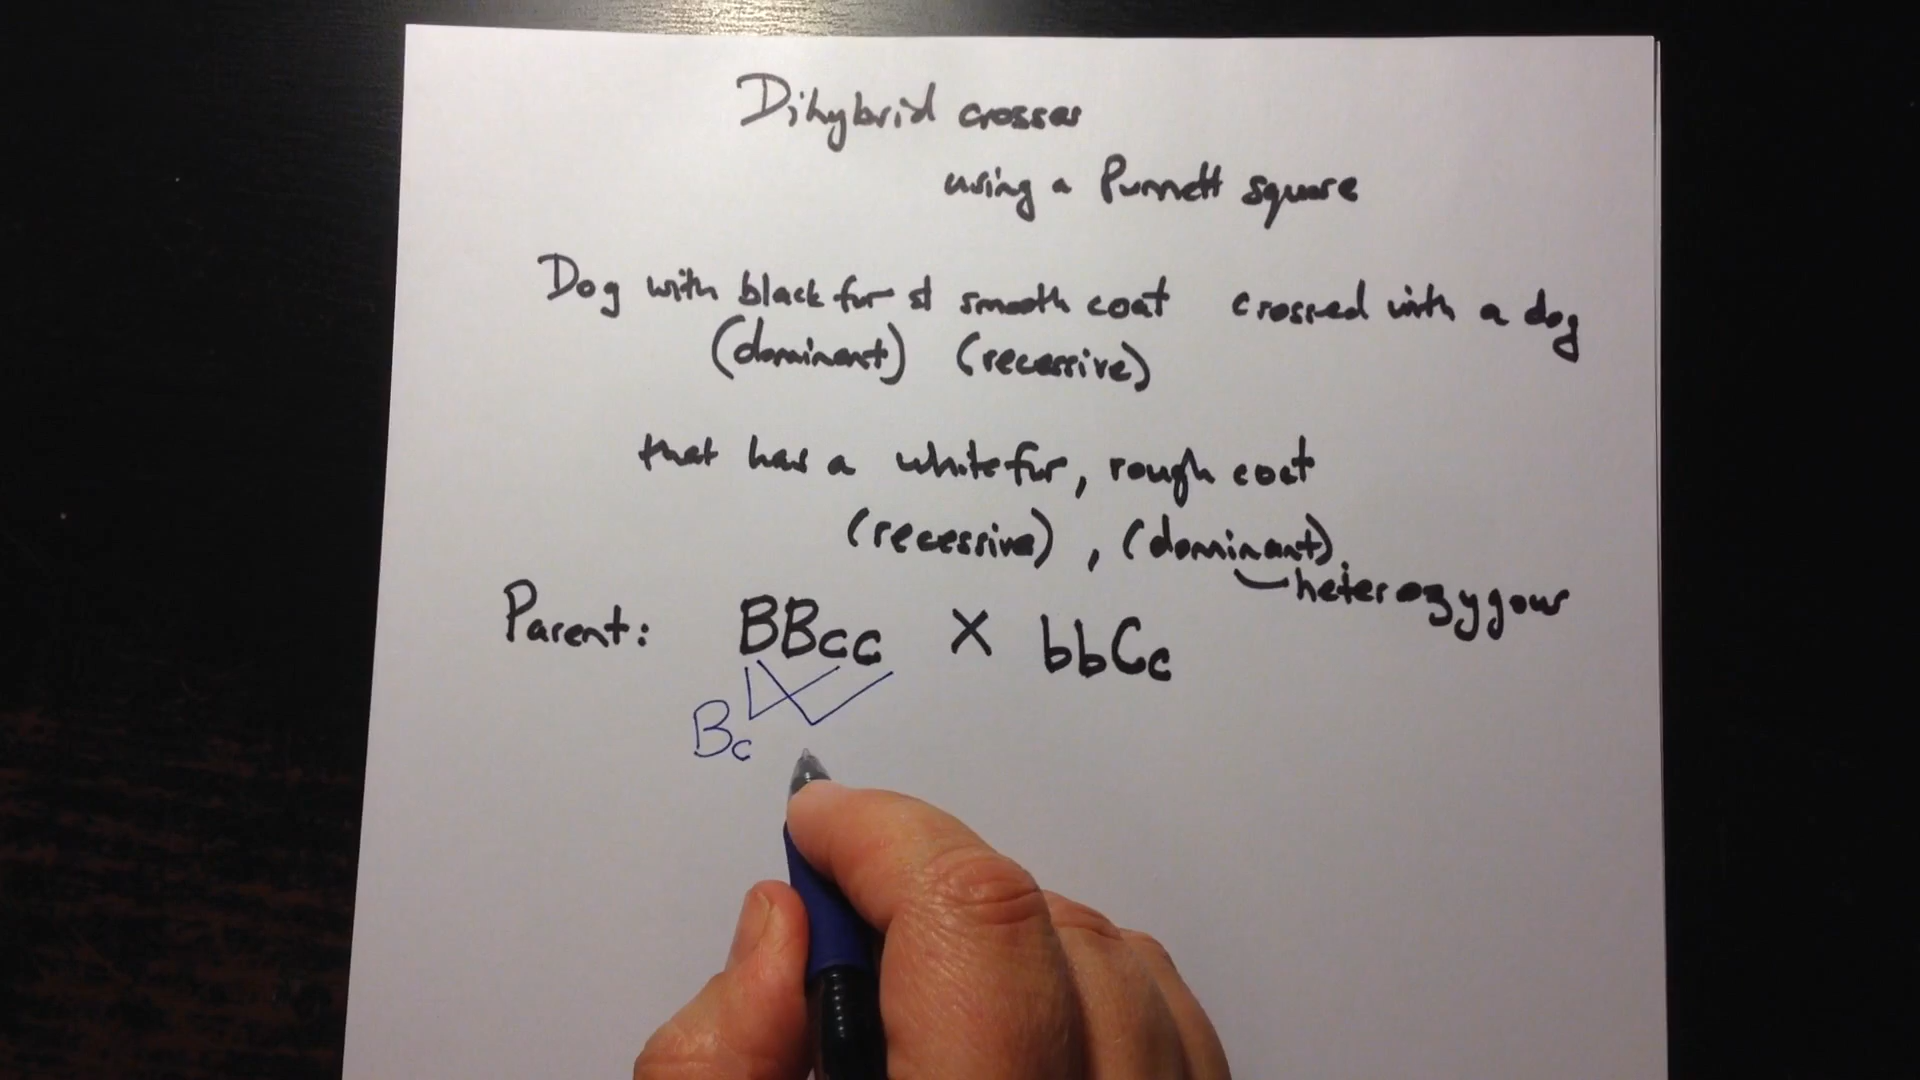 Dihybrid crosses
using a Punnett square
Dog with black fur & smooth coat crossed with a dog
(dominant) (recessive)
that has a white fur, rough coat
(recessive), (dominant)
heterozygous
Parent: BBcc X bbCc
Bc